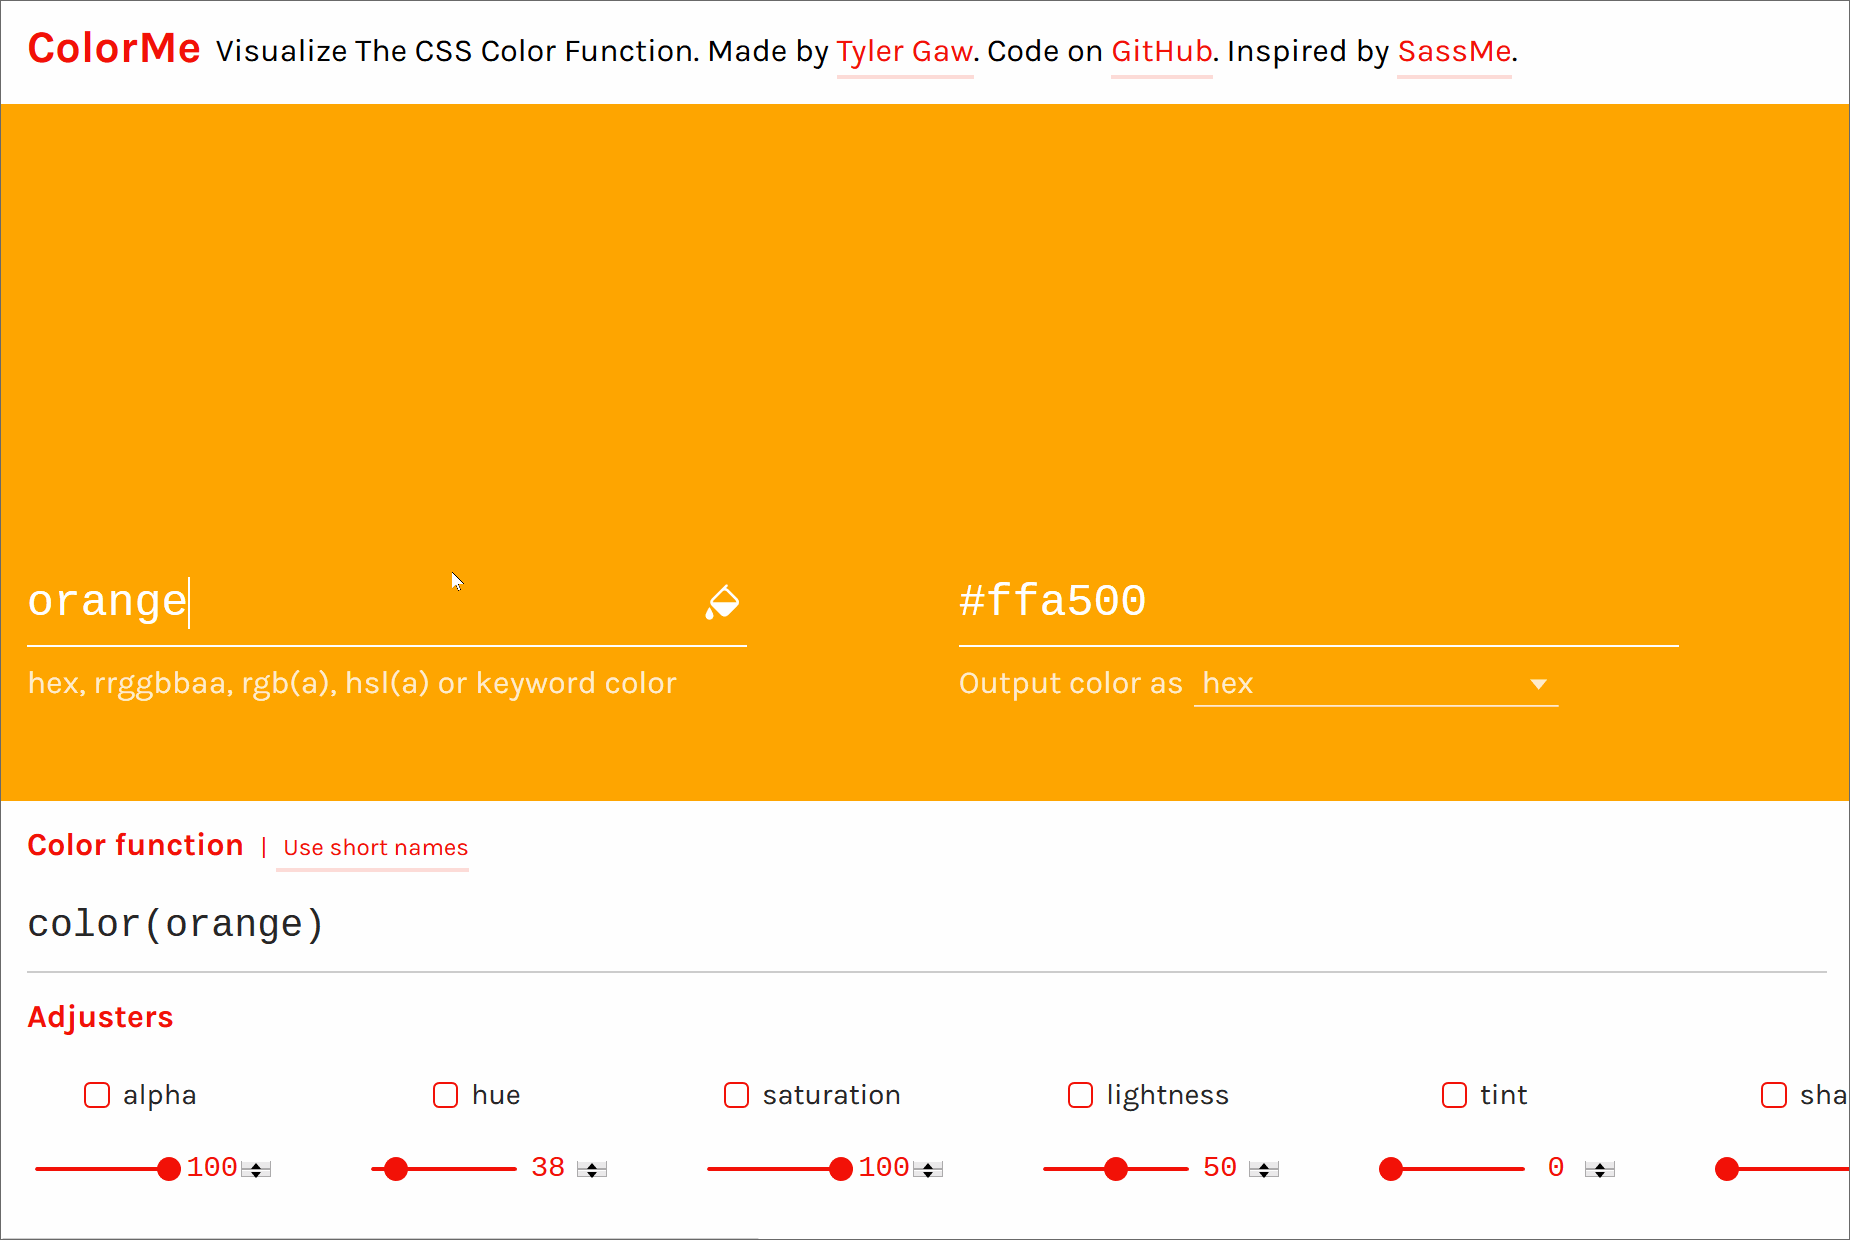 ColorMe Visualize The CSS Color Function. Made by Tyler Gaw. Code on GitHub. Inspired by SassMe.
orange #ffa500
hex, rrggbbaa, rgb(a), hsl(a) or keyword color Output color as hex
Color function | Use short names
color(orange)
Adjusters
alpha hue saturation lightness tint sha
100 38 100 50 0